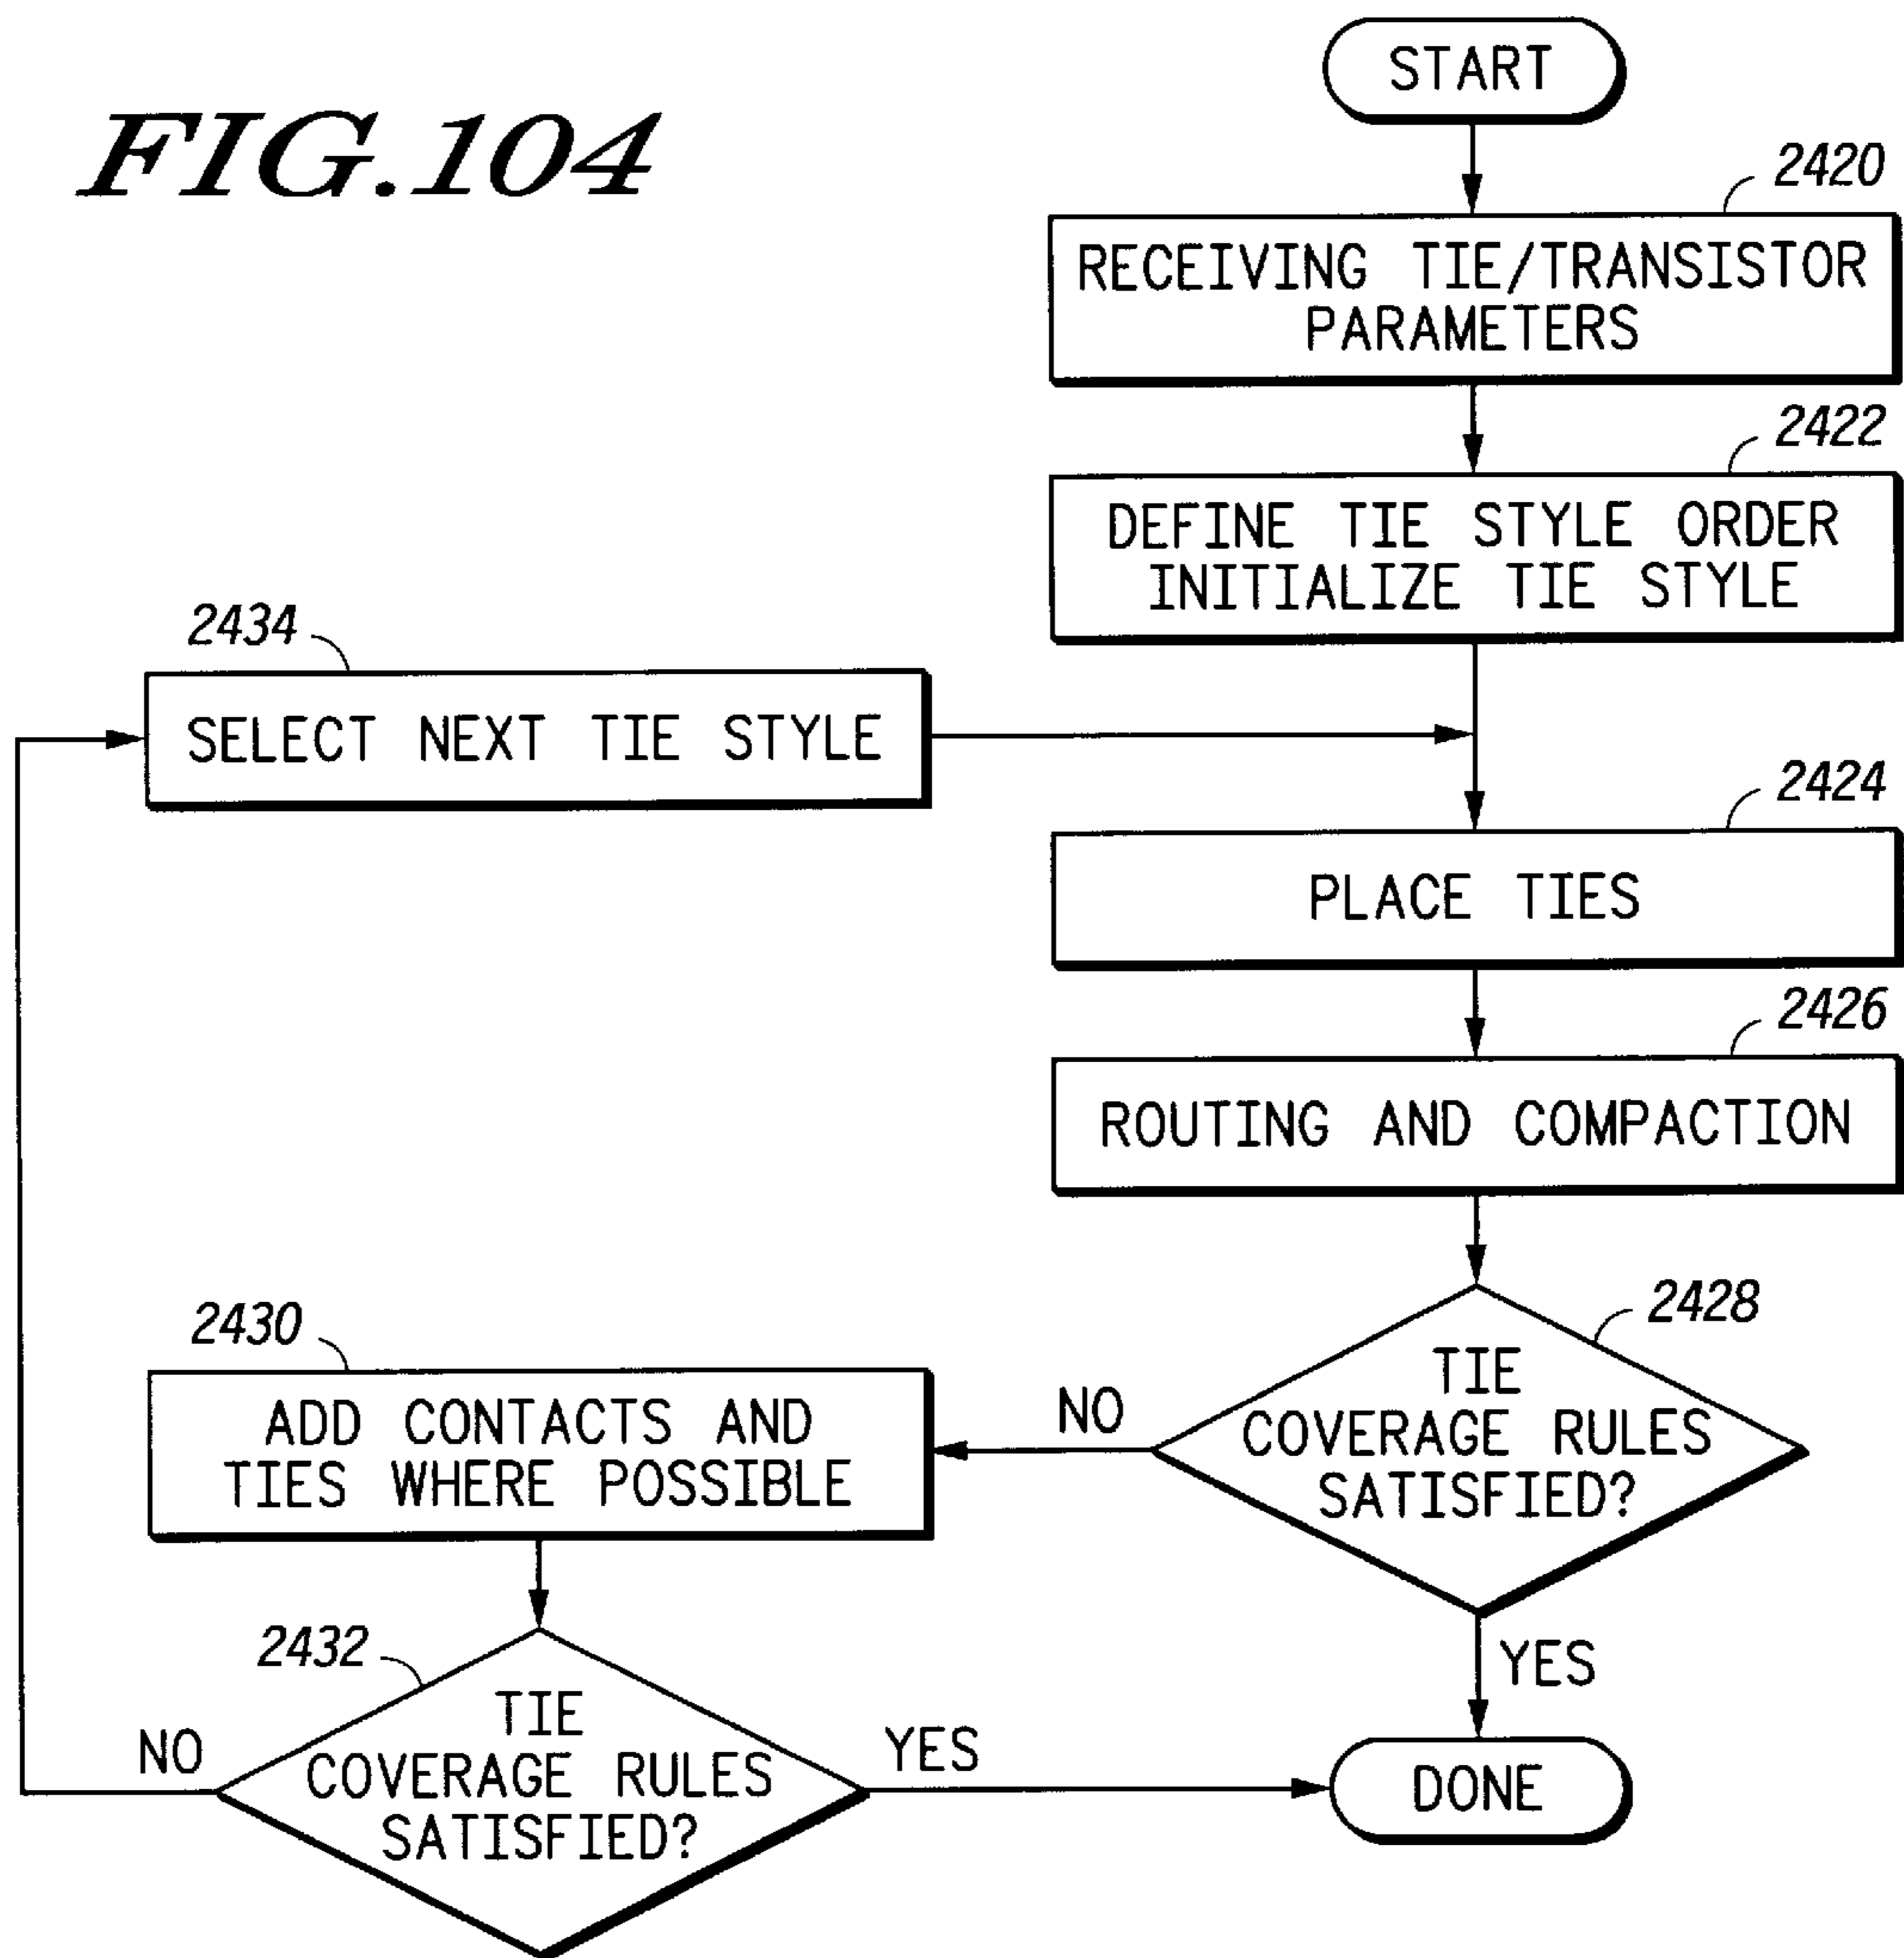 FIG.104
START
2420
RECEIVING TIE/TRANSISTOR
PARAMETERS
2422
DEFINE TIE STYLE ORDER
INITIALIZE TIE STYLE
2434
SELECT NEXT TIE STYLE
2424
PLACE TIES
2426
ROUTING AND COMPACTION
2428
TIE
COVERAGE RULES
SATISFIED?
NO
YES
2430
ADD CONTACTS AND
TIES WHERE POSSIBLE
2432
TIE
COVERAGE RULES
SATISFIED?
NO
YES
DONE